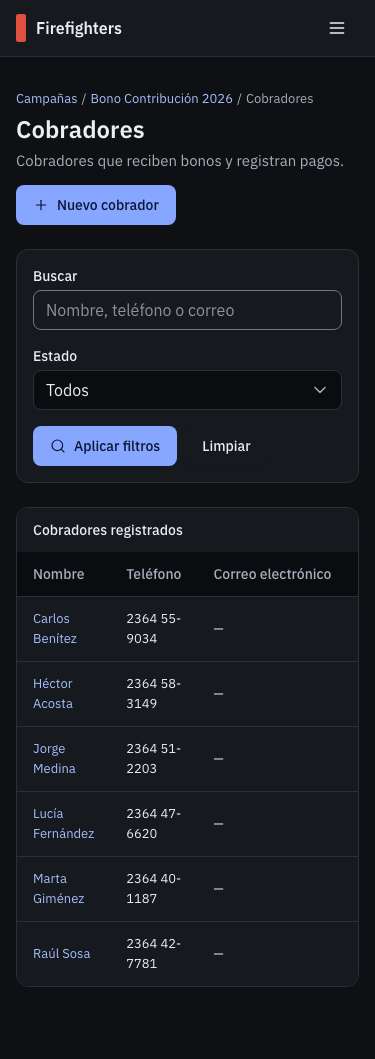 Firefighters
Campañas / Bono Contribución 2026 / Cobradores
Cobradores
Cobradores que reciben bonos y registran pagos.
Nuevo cobrador
Buscar
Nombre, teléfono o correo
Estado
Todos
Aplicar filtros Limpiar
Cobradores registrados
Nombre Teléfono Correo electrónico
Carlos Benítez 2364 55-9034 —
Héctor Acosta 2364 58-3149 —
Jorge Medina 2364 51-2203 —
Lucía Fernández 2364 47-6620 —
Marta Giménez 2364 40-1187 —
Raúl Sosa 2364 42-7781 —